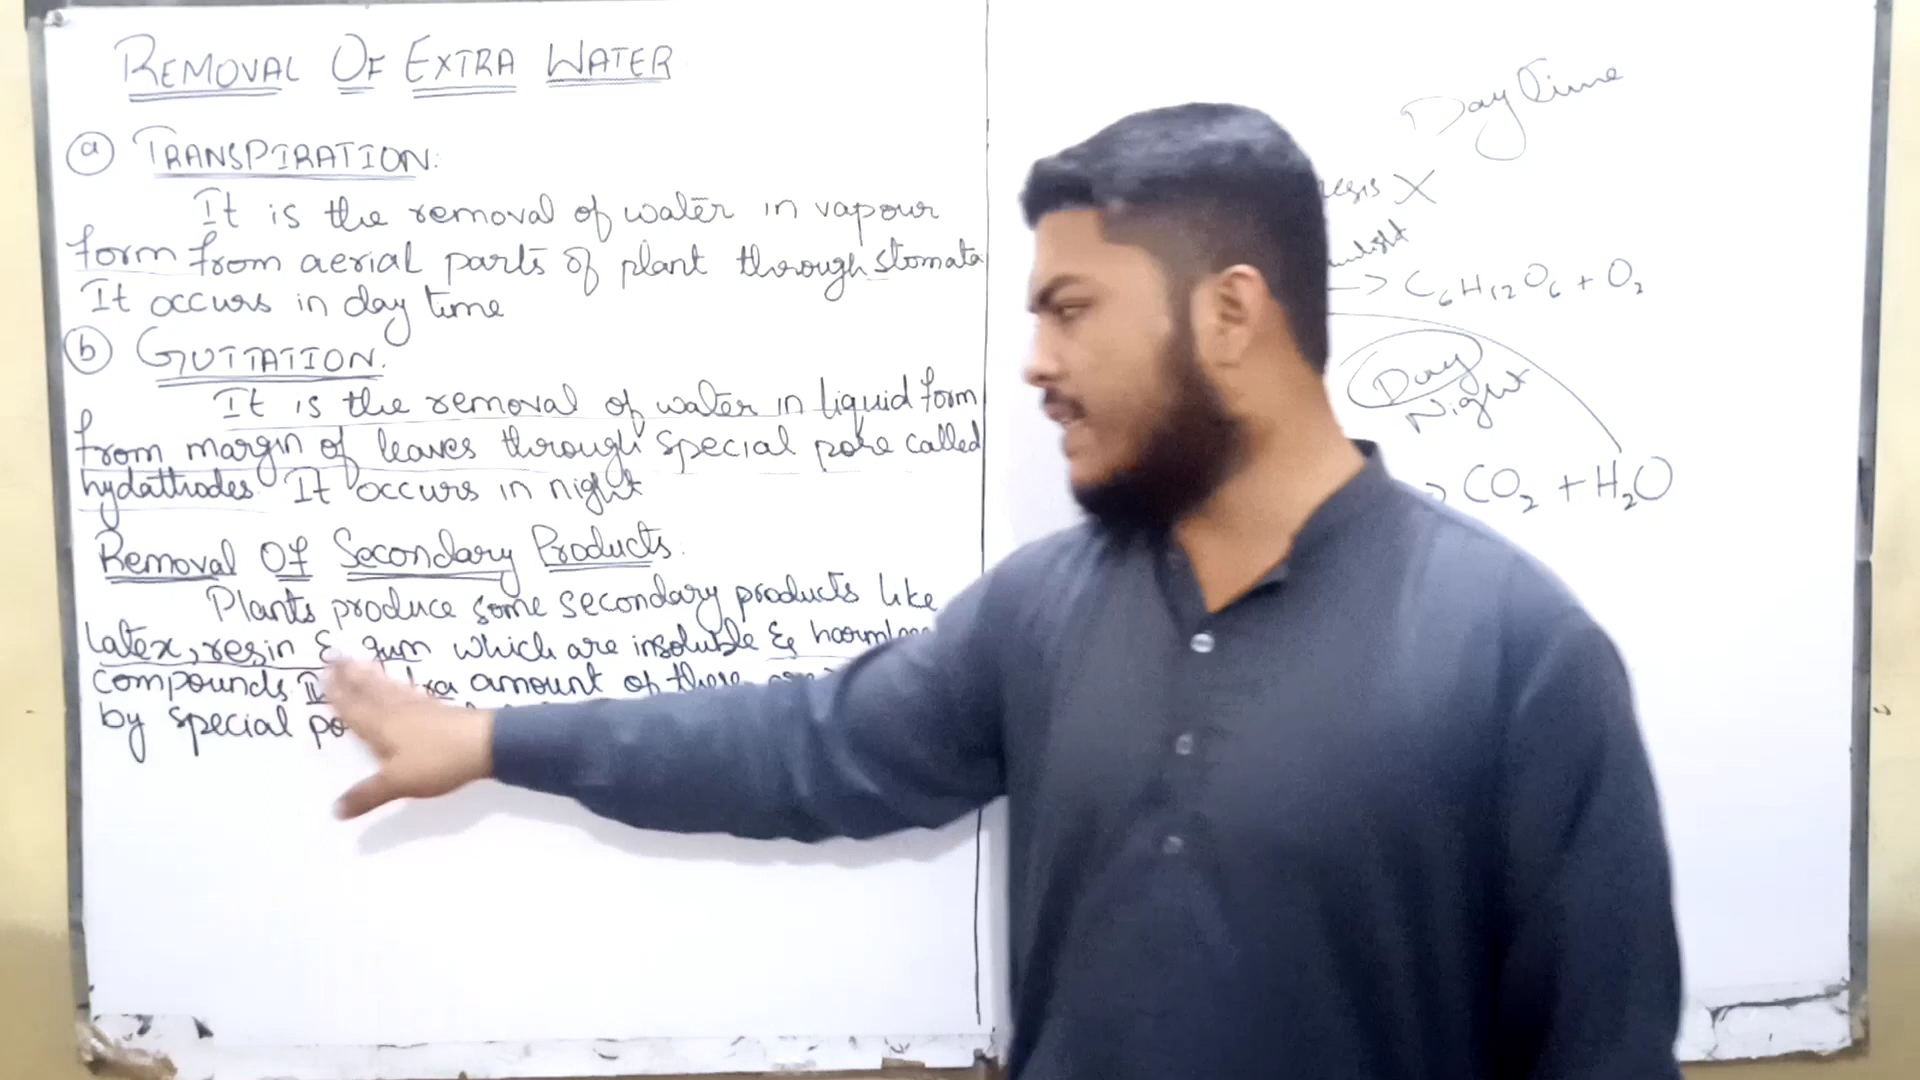 REMOVAL OF EXTRA WATER
a TRANSPIRATION:
It is the removal of water in vapour
form from aerial parts of plant through stomata
It occurs in day time
b GUTTATION.
It is the removal of water in liquid form
from margin of leaves through special pore called
hydathodes. It occurs in night
Removal Of Secondary Products.
Plants produce some secondary products like
latex, resin & gum which are insoluble &
compounds amount of these
by special
Day time
X
→ C6H12O6 + O2
Day
Night
CO2 + H2O